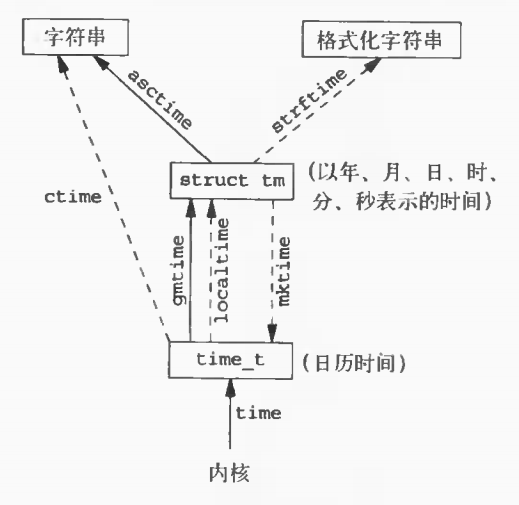 字符串
格式化字符串
asctime
strftime
struct tm
(以年、月、日、时、
分、秒表示的时间)
ctime
gmtime
localtime
mktime
time_t
(日历时间)
time
内核